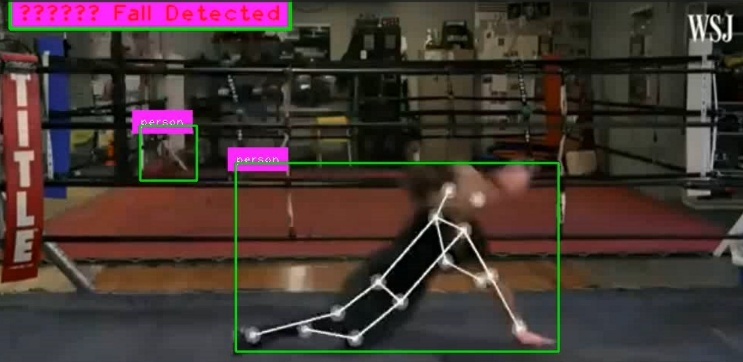 ?????? Fall Detected
WSJ
person
person
TITLE